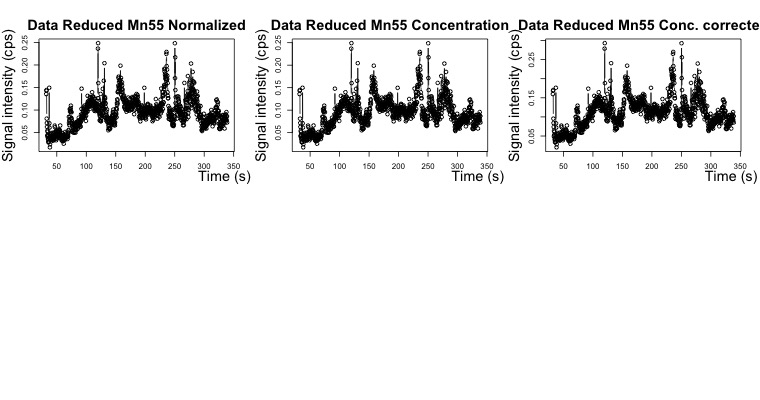 Data Reduced Mn55 Normalized
Signal intensity (cps)
0.05 0.10 0.15 0.20 0.25
50 100 150 200 250 300 350
Time (s)
Data Reduced Mn55 Concentration
Signal intensity (cps)
0.05 0.10 0.15 0.20 0.25
50 100 150 200 250 300 350
Time (s)
Data Reduced Mn55 Conc. correcte
Signal intensity (cps)
0.05 0.15 0.25
50 100 150 200 250 300 350
Time (s)